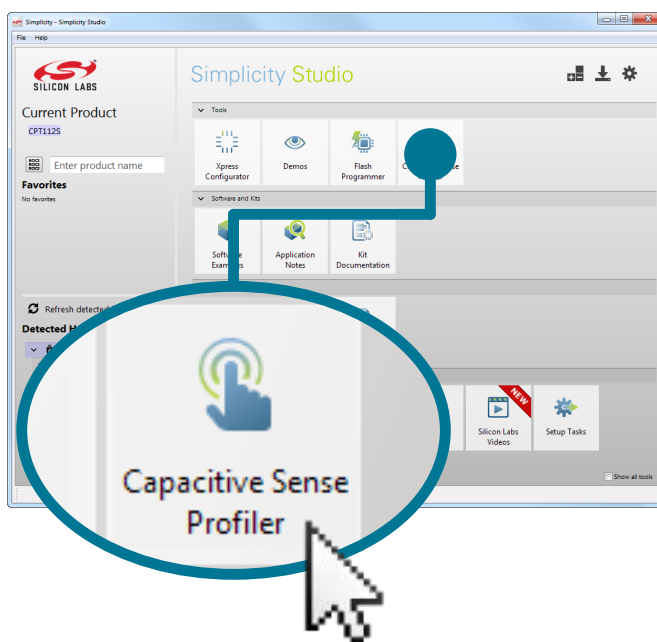 Simplicity - Simplicity Studio
File Help
SILICON LABS
Simplicity Studio
Current Product
CPT112S
Enter product name
Favorites
No favorites
Tools
Xpress
Configurator
Demos
Flash
Programmer
Software and Kits
Application
Notes
Kit
Documentation
Refresh detected
Detected
NEW
Silicon Labs
Videos
Setup Tasks
Show all tools
Capacitive Sense
Profiler